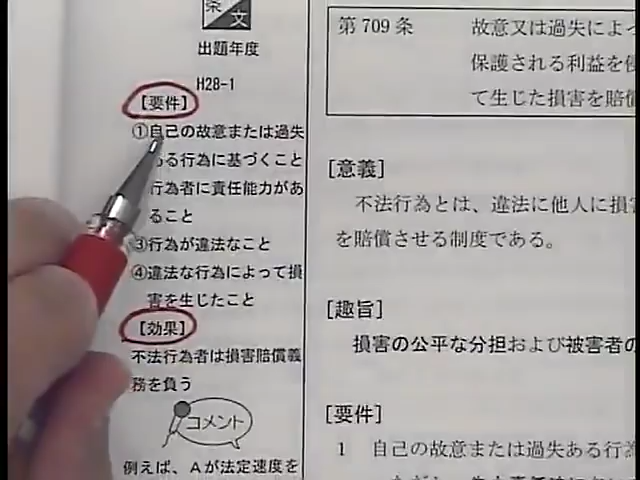 条
文
出題年度
H28-1
【要件】
①自己の故意または過失
ある行為に基づくこと
行為者に責任能力があ
ること
③行為が違法なこと
④違法な行為によって損
害を生じたこと
【効果】
不法行為者は損害賠償義
務を負う
コメント
例えば、Aが法定速度を
第709条 故意又は過失によっ
保護される利益を侵
て生じた損害を賠償
[意義]
不法行為とは、違法に他人に損
を賠償させる制度である。
[趣旨]
損害の公平な分担および被害者の
[要件]
1 自己の故意または過失ある行為